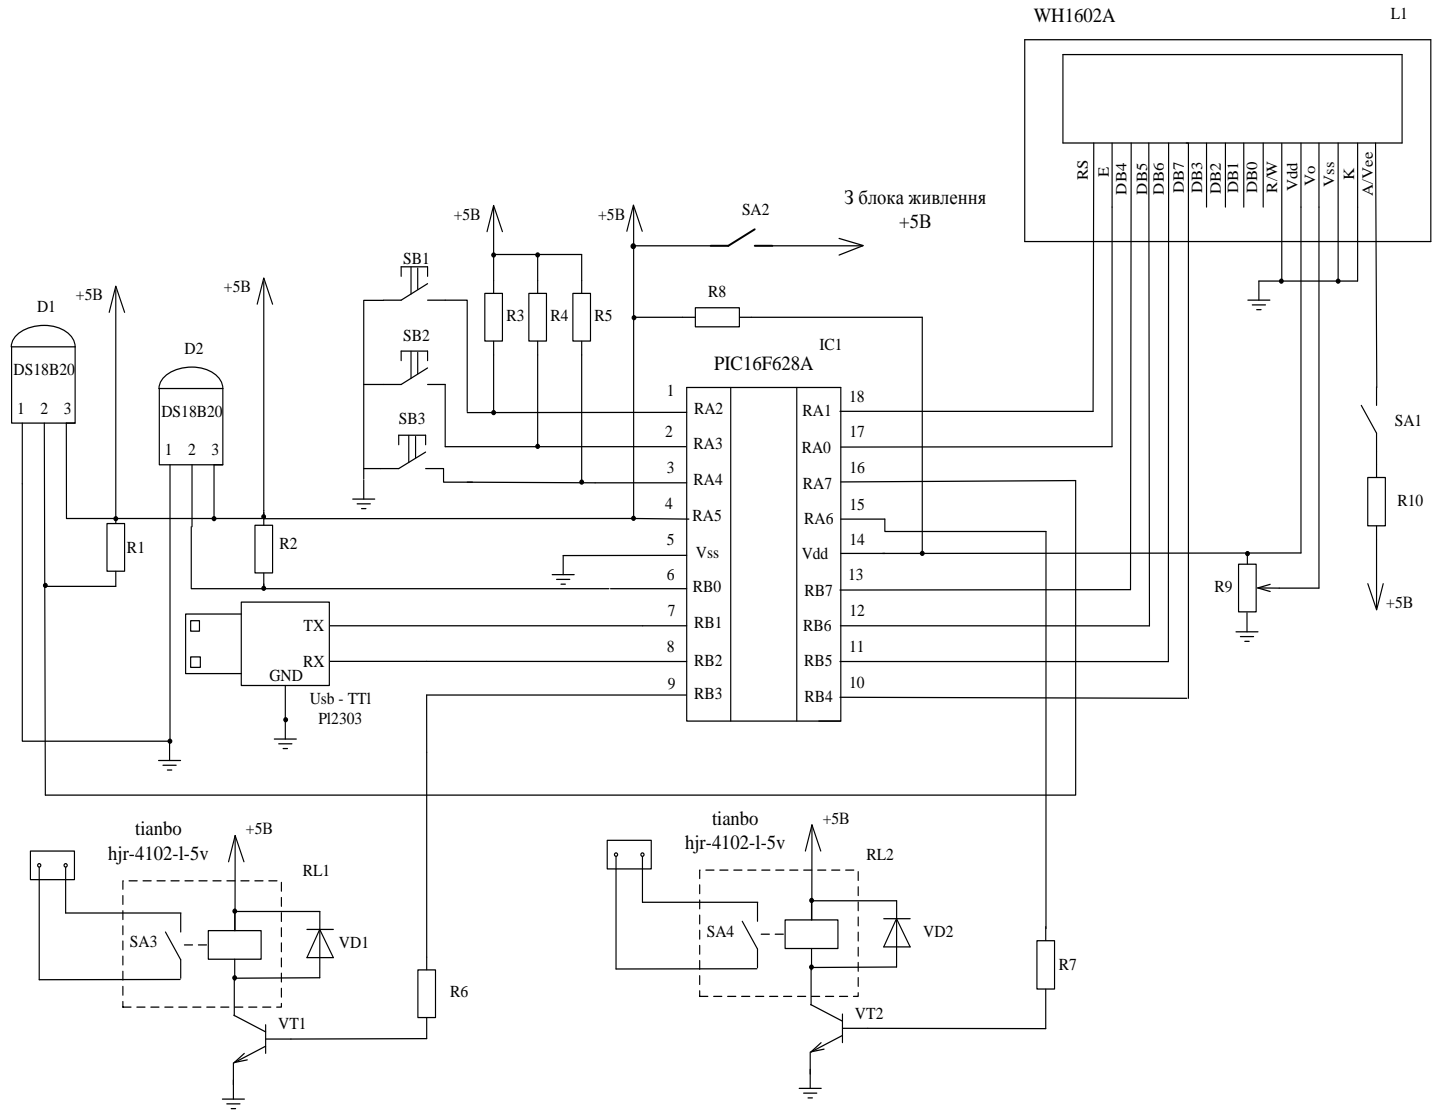 WH1602A
L1
RS
E
DB4
DB5
DB6
DB7
DB3
DB2
DB1
DB0
R/W
Vdd
Vo
Vss
K
A/Vee
З блока живлення
+5В
SA2
+5В
+5В
SB1
R3
R4
R5
R8
SB2
SB3
IC1
PIC16F628A
+5В
+5В
D1
DS18B20
1 2 3
D2
DS18B20
1 2 3
R1
R2
1
RA2
2
RA3
3
RA4
4
RA5
5
Vss
6
RB0
7
RB1
8
RB2
9
RB3
18
RA1
17
RA0
16
RA7
15
RA6
14
Vdd
13
RB7
12
RB6
11
RB5
10
RB4
SA1
R10
+5В
R9
TX
RX
GND
Usb - TTl
Pl2303
tianbo
hjr-4102-l-5v
+5В
RL1
SA3
VD1
R6
VT1
tianbo
hjr-4102-l-5v
+5В
RL2
SA4
VD2
R7
VT2